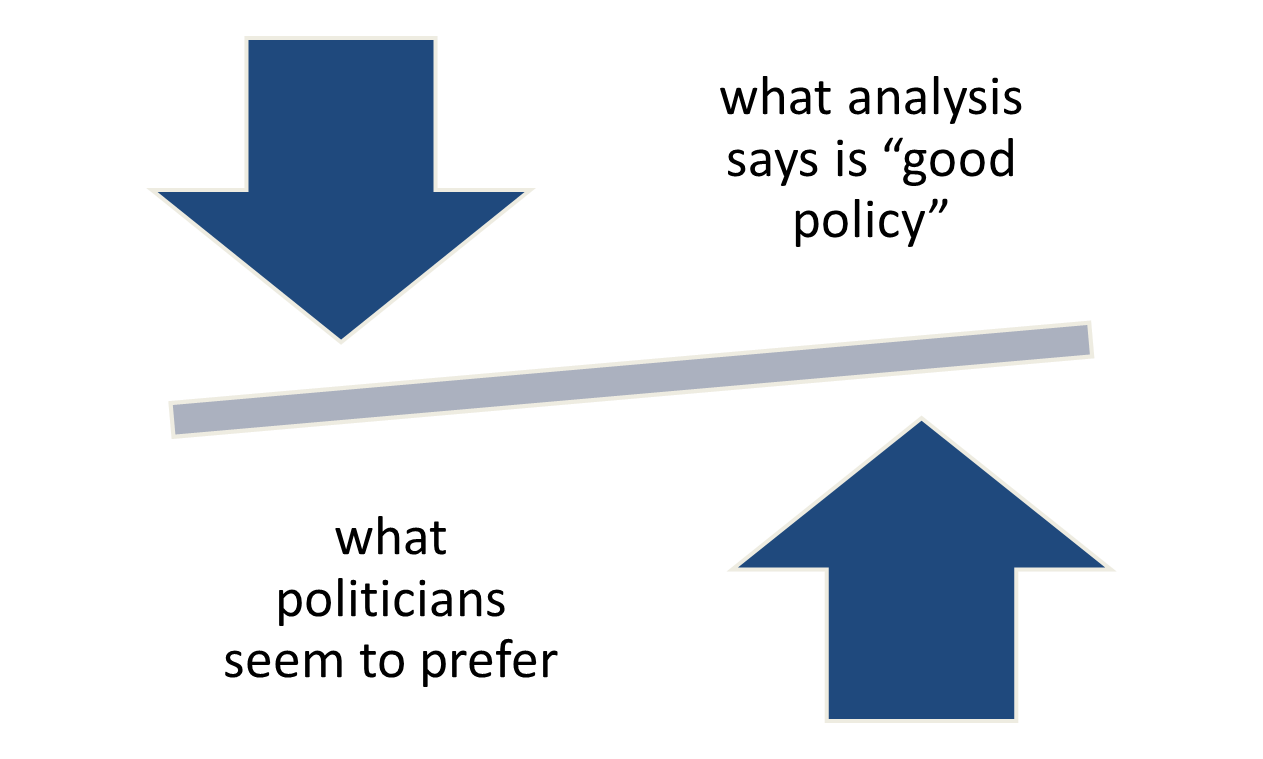 what analysis
says is “good
policy”
what
politicians
seem to prefer